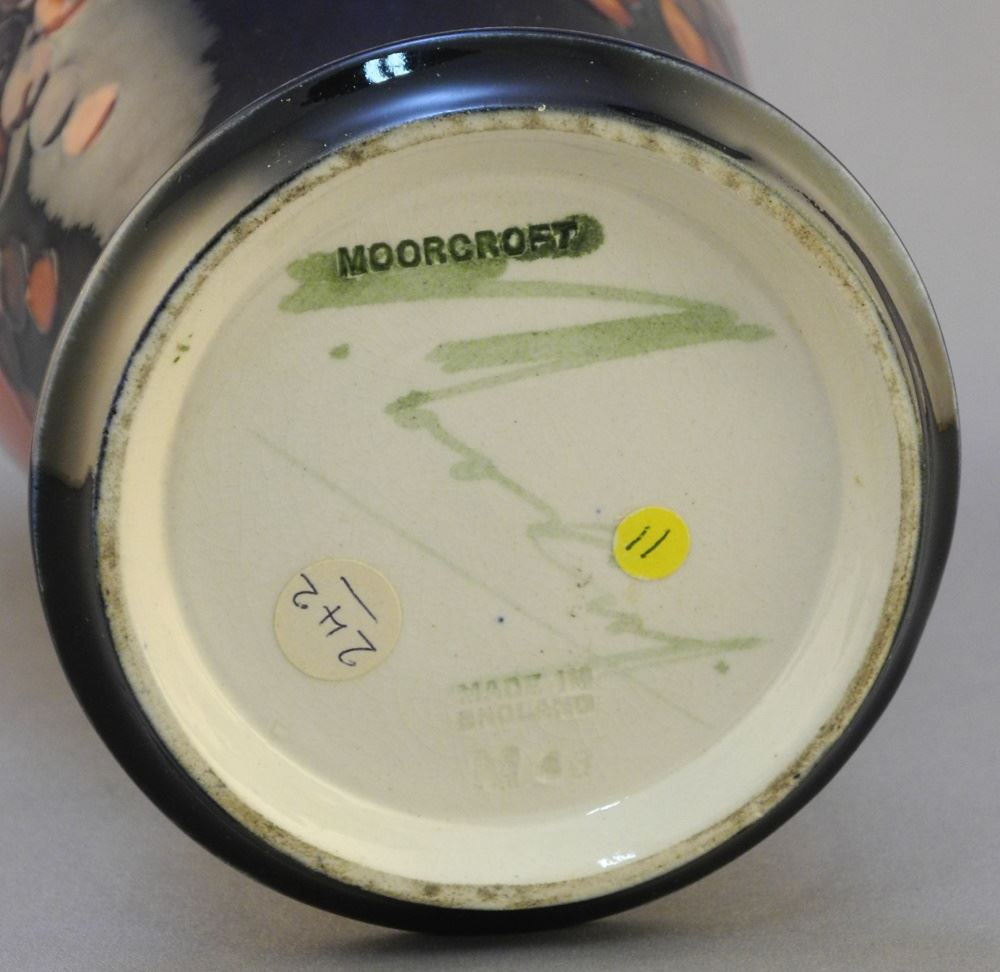 MOORCROFT
11
242
MADE IN
ENGLAND